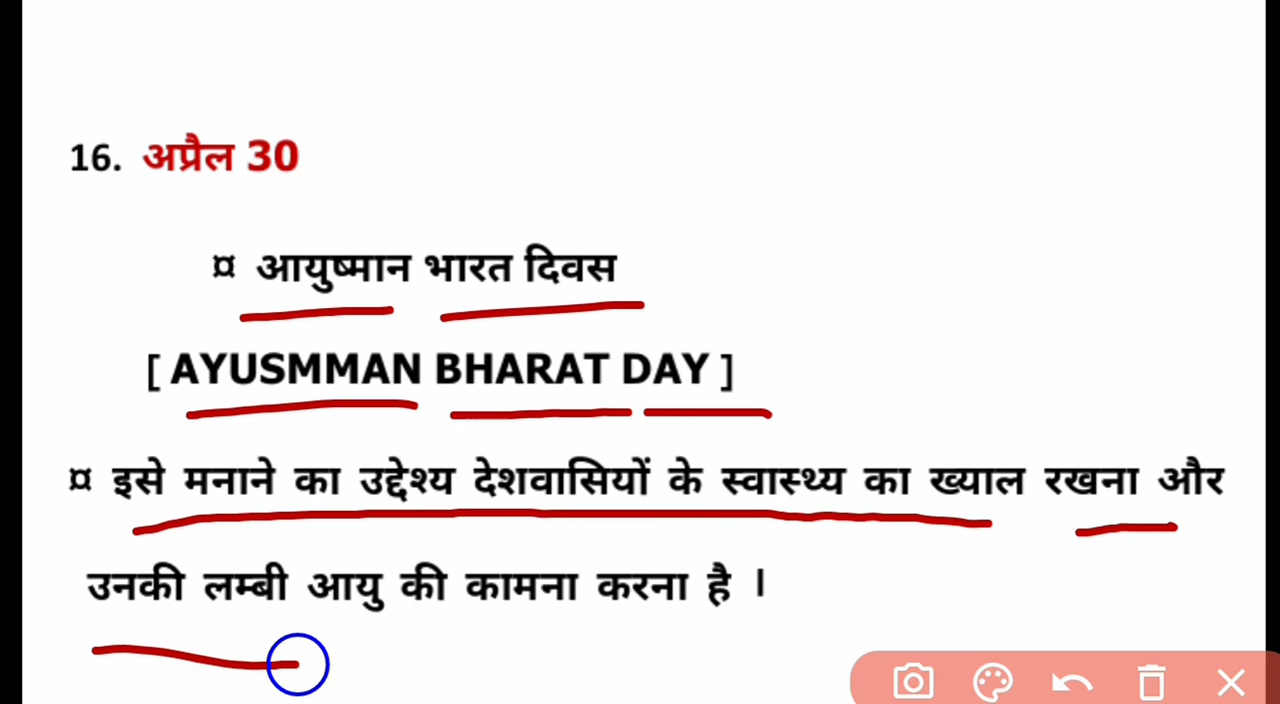 16. अप्रैल 30
¤ आयुष्मान भारत दिवस
[ AYUSMMAN BHARAT DAY ]
¤ इसे मनाने का उद्देश्य देशवासियों के स्वास्थ्य का ख्याल रखना और
उनकी लम्बी आयु की कामना करना है ।